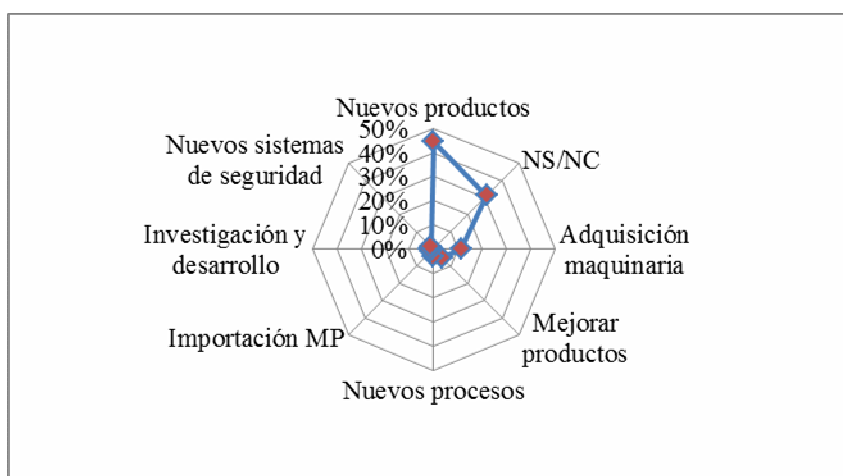 Nuevos productos
50%
40%
30%
20%
10%
0%
NS/NC
Adquisición
maquinaria
Mejorar
productos
Nuevos procesos
Importación MP
Investigación y
desarrollo
Nuevos sistemas
de seguridad